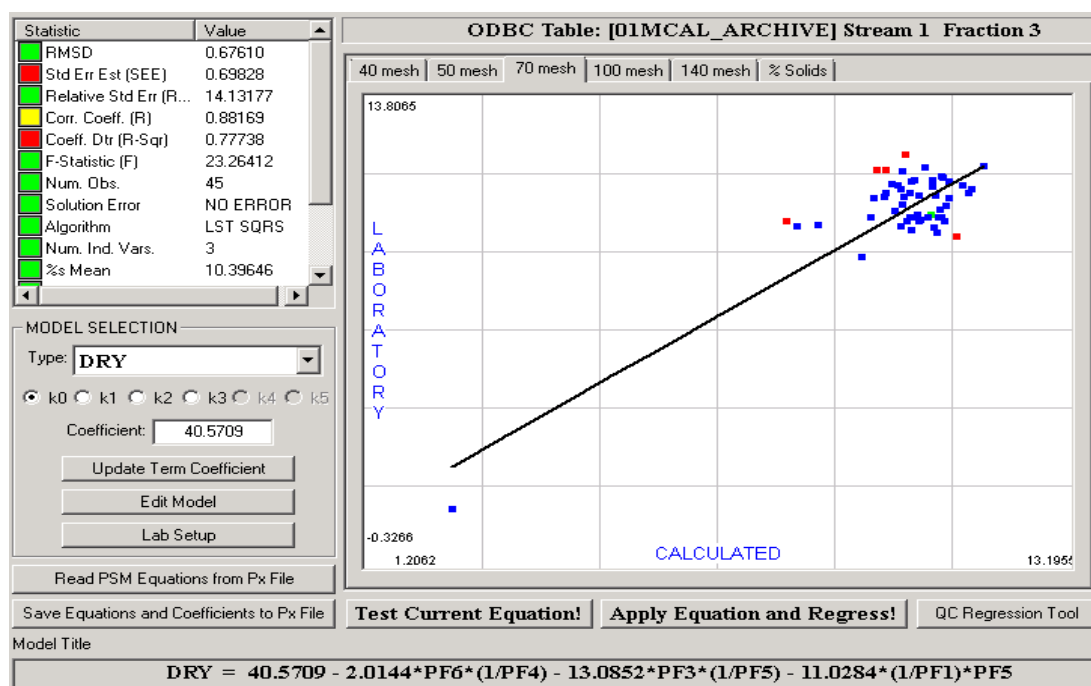 Statistic Value
RMSD 0.67610
Std Err Est (SEE) 0.69828
Relative Std Err (R... 14.13177
Corr. Coeff. (R) 0.88169
Coeff. Dtr (R-Sqr) 0.77738
F-Statistic (F) 23.26412
Num. Obs. 45
Solution Error NO ERROR
Algorithm LST SQRS
Num. Ind. Vars. 3
%s Mean 10.39646
MODEL SELECTION
Type: DRY
k0 k1 k2 k3 k4 k5
Coefficient: 40.5709
Update Term Coefficient
Edit Model
Lab Setup
Read PSM Equations from Px File
Save Equations and Coefficients to Px File
ODBC Table: [01MCAL_ARCHIVE] Stream 1 Fraction 3
40 mesh 50 mesh 70 mesh 100 mesh 140 mesh % Solids
13.8065
LABORATORY
-0.3266
1.2062
CALCULATED
13.1955
Test Current Equation! Apply Equation and Regress! QC Regression Tool
Model Title
DRY = 40.5709 - 2.0144*PF6*(1/PF4) - 13.0852*PF3*(1/PF5) - 11.0284*(1/PF1)*PF5